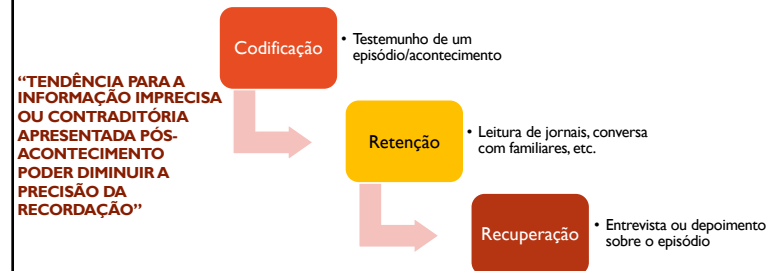 Codificação
• Testemunho de um
episódio/acontecimento
“TENDÊNCIA PARA A
INFORMAÇÃO IMPRECISA
OU CONTRADITÓRIA
APRESENTADA PÓS-
ACONTECIMENTO
PODER DIMINUIR A
PRECISÃO DA
RECORDAÇÃO”
Retenção
• Leitura de jornais, conversa
com familiares, etc.
Recuperação
• Entrevista ou depoimento
sobre o episódio